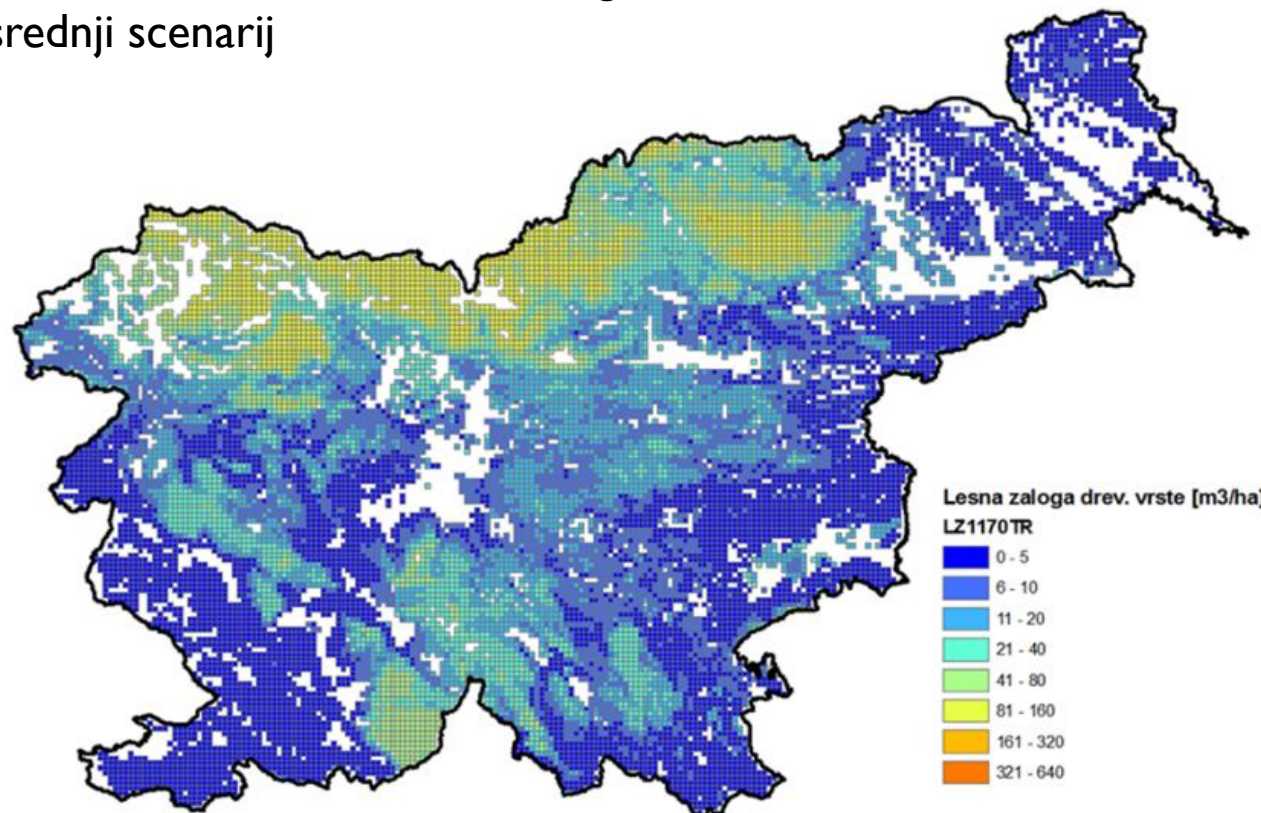 srednji scenarij
Lesna zaloga drev. vrste [m3/ha]
LZ1170TR
0 - 5
6 - 10
11 - 20
21 - 40
41 - 80
81 - 160
161 - 320
321 - 640